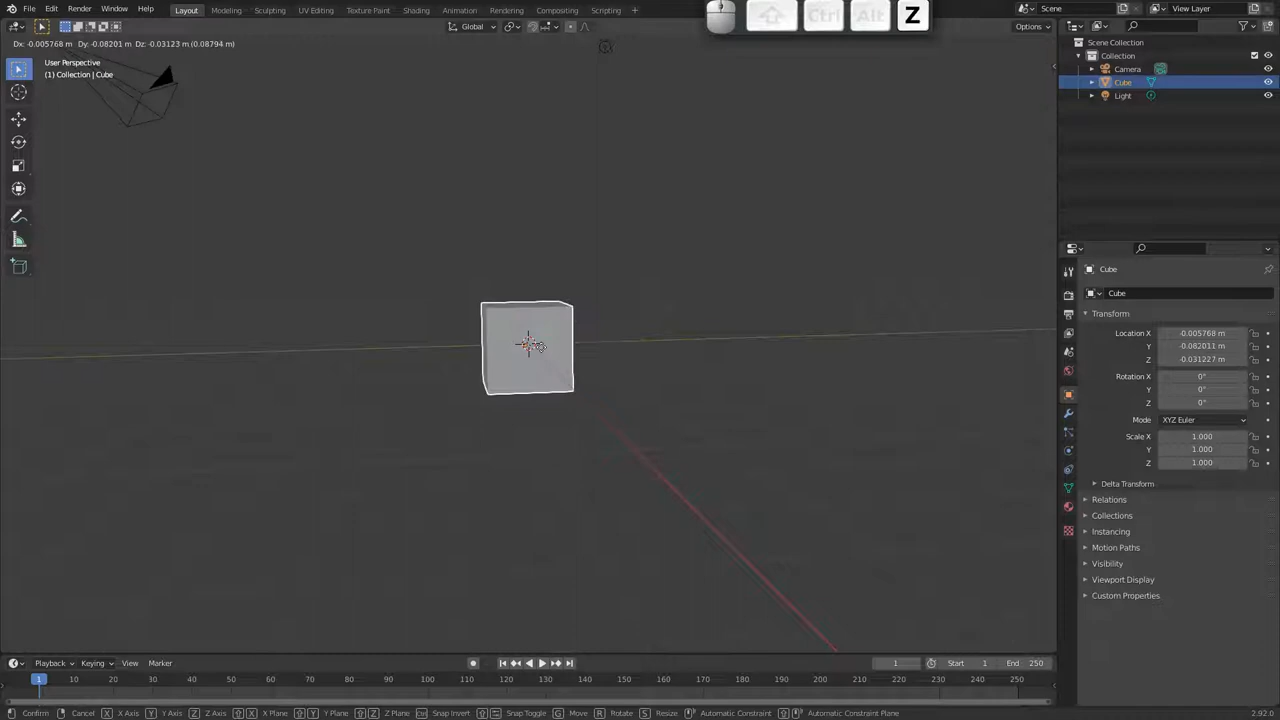 File Edit Render Window Help Layout Modeling Sculpting UV Editing Texture Paint Shading Animation Rendering Compositing Scripting + Ctrl Alt Z Scene View Layer
Global Options
Dx: -0.005768 m Dy: -0.08201 m Dz: -0.03123 m (0.08794 m)
User Perspective
(1) Collection | Cube
Scene Collection
Collection
Camera
Cube
Light
Cube
Cube
Transform
Location X -0.005768 m
Y -0.082011 m
Z -0.031227 m
Rotation X 0°
Y 0°
Z 0°
Mode XYZ Euler
Scale X 1.000
Y 1.000
Z 1.000
Delta Transform
Relations
Collections
Instancing
Motion Paths
Visibility
Viewport Display
Custom Properties
Playback Keying View Marker 1 Start 1 End 250
1 10 20 30 40 50 60 70 80 90 100 110 120 130 140 150 160 170 180 190 200 210 220 230 240 250
Confirm Cancel X X Axis Y Y Axis Z Z Axis X X Plane Y Y Plane Z Z Plane Snap Invert Snap Toggle G Move R Rotate S Resize Automatic Constraint Automatic Constraint Plane 2.92.0